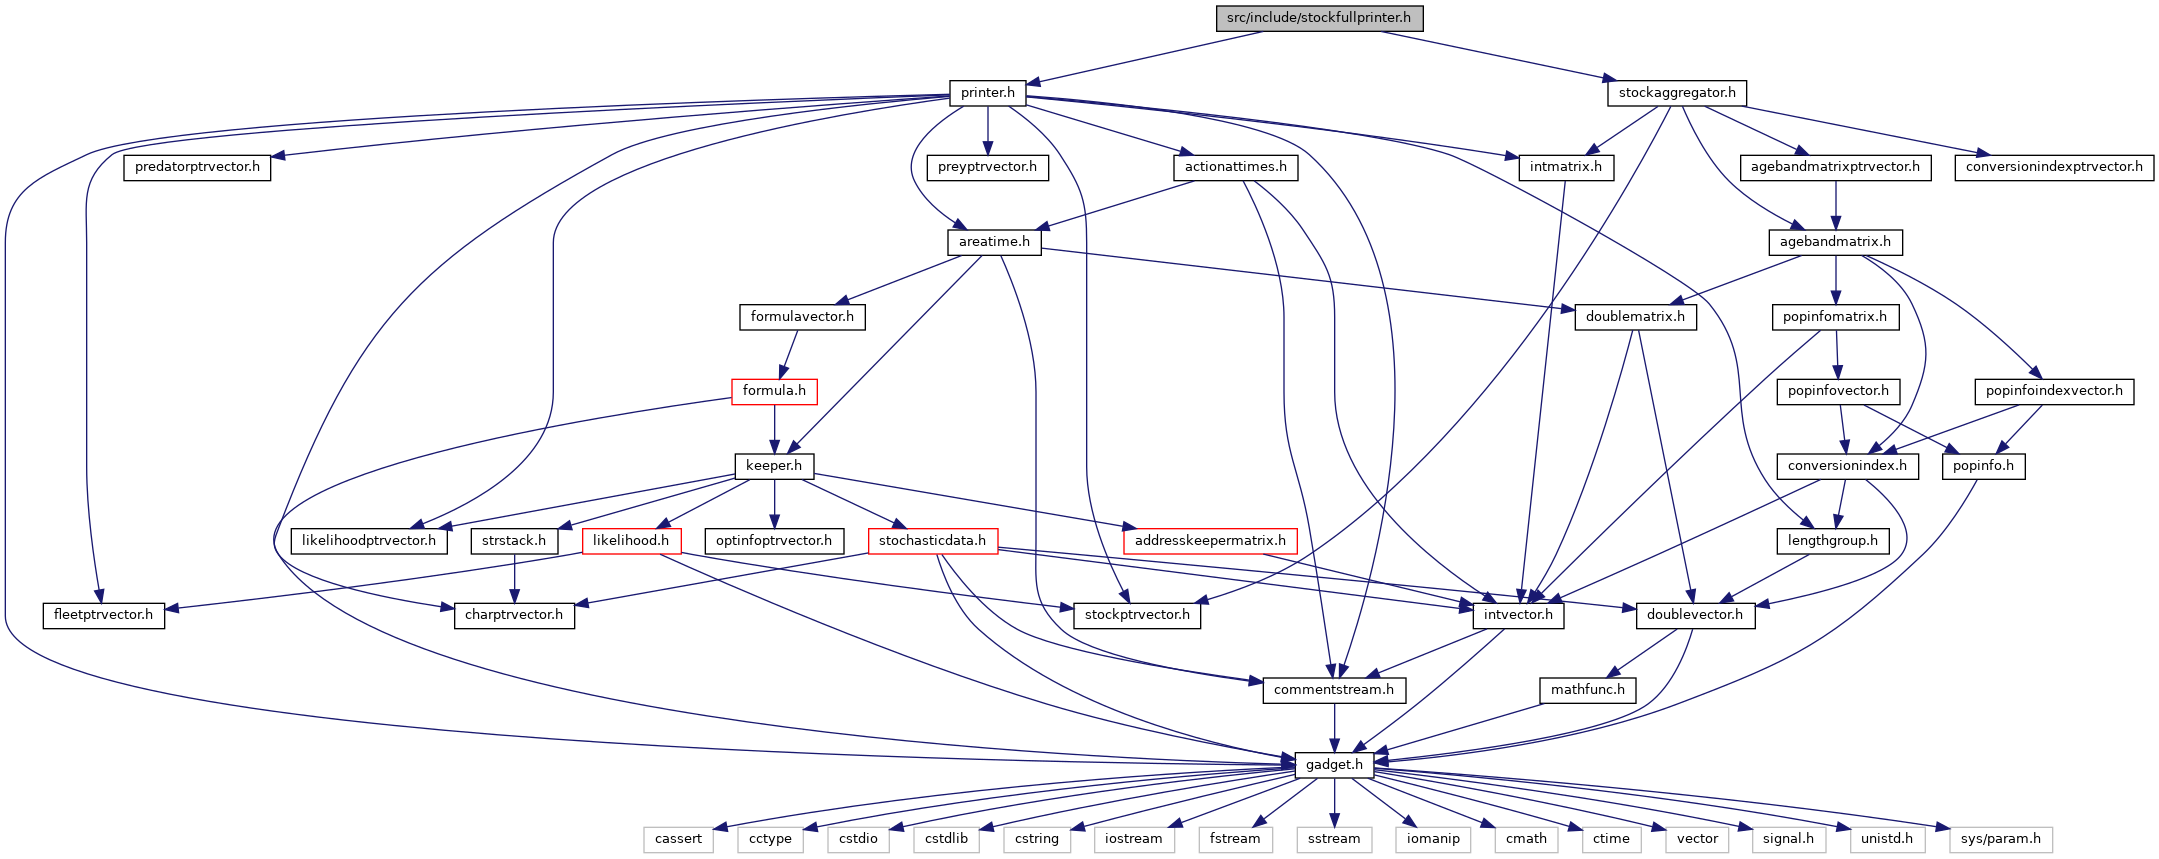 src/include/stockfullprinter.h
printer.h
stockaggregator.h
predatorptrvector.h
preyptrvector.h
actionattimes.h
intmatrix.h
agebandmatrixptrvector.h
conversionindexptrvector.h
areatime.h
agebandmatrix.h
formulavector.h
doublematrix.h
popinfomatrix.h
formula.h
popinfovector.h
popinfoindexvector.h
keeper.h
conversionindex.h
popinfo.h
likelihoodptrvector.h
strstack.h
likelihood.h
optinfoptrvector.h
stochasticdata.h
addresskeepermatrix.h
lengthgroup.h
fleetptrvector.h
charptrvector.h
stockptrvector.h
intvector.h
doublevector.h
commentstream.h
mathfunc.h
gadget.h
cassert
cctype
cstdio
cstdlib
cstring
iostream
fstream
sstream
iomanip
cmath
ctime
vector
signal.h
unistd.h
sys/param.h